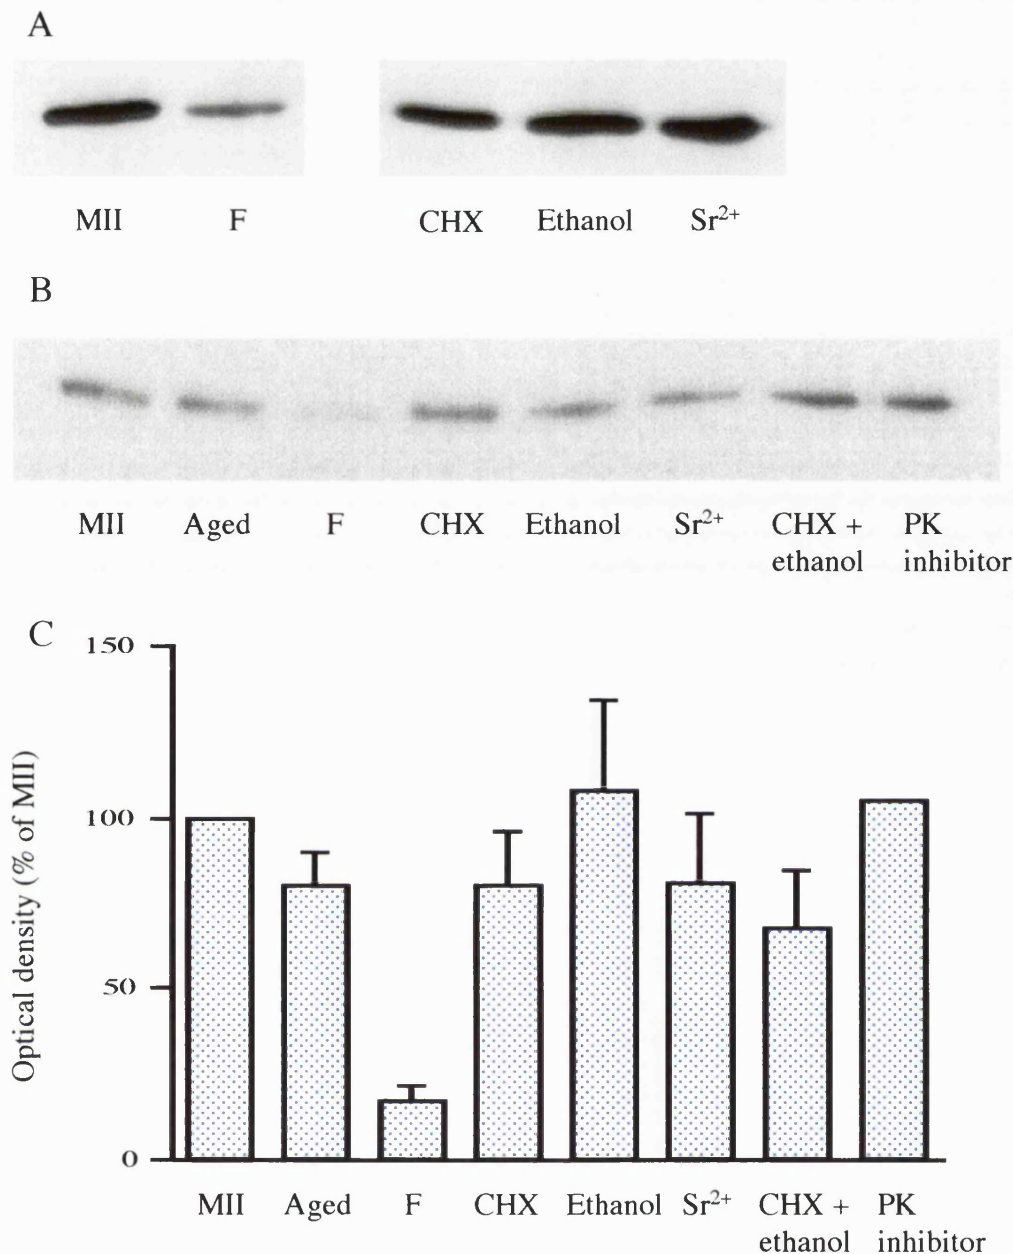 A
MII F CHX Ethanol Sr²⁺
B
MII Aged F CHX Ethanol Sr²⁺ CHX + PK
ethanol inhibitor
C
150
100
50
0
Optical density (% of MII)
MII Aged F CHX Ethanol Sr²⁺ CHX + PK
ethanol inhibitor